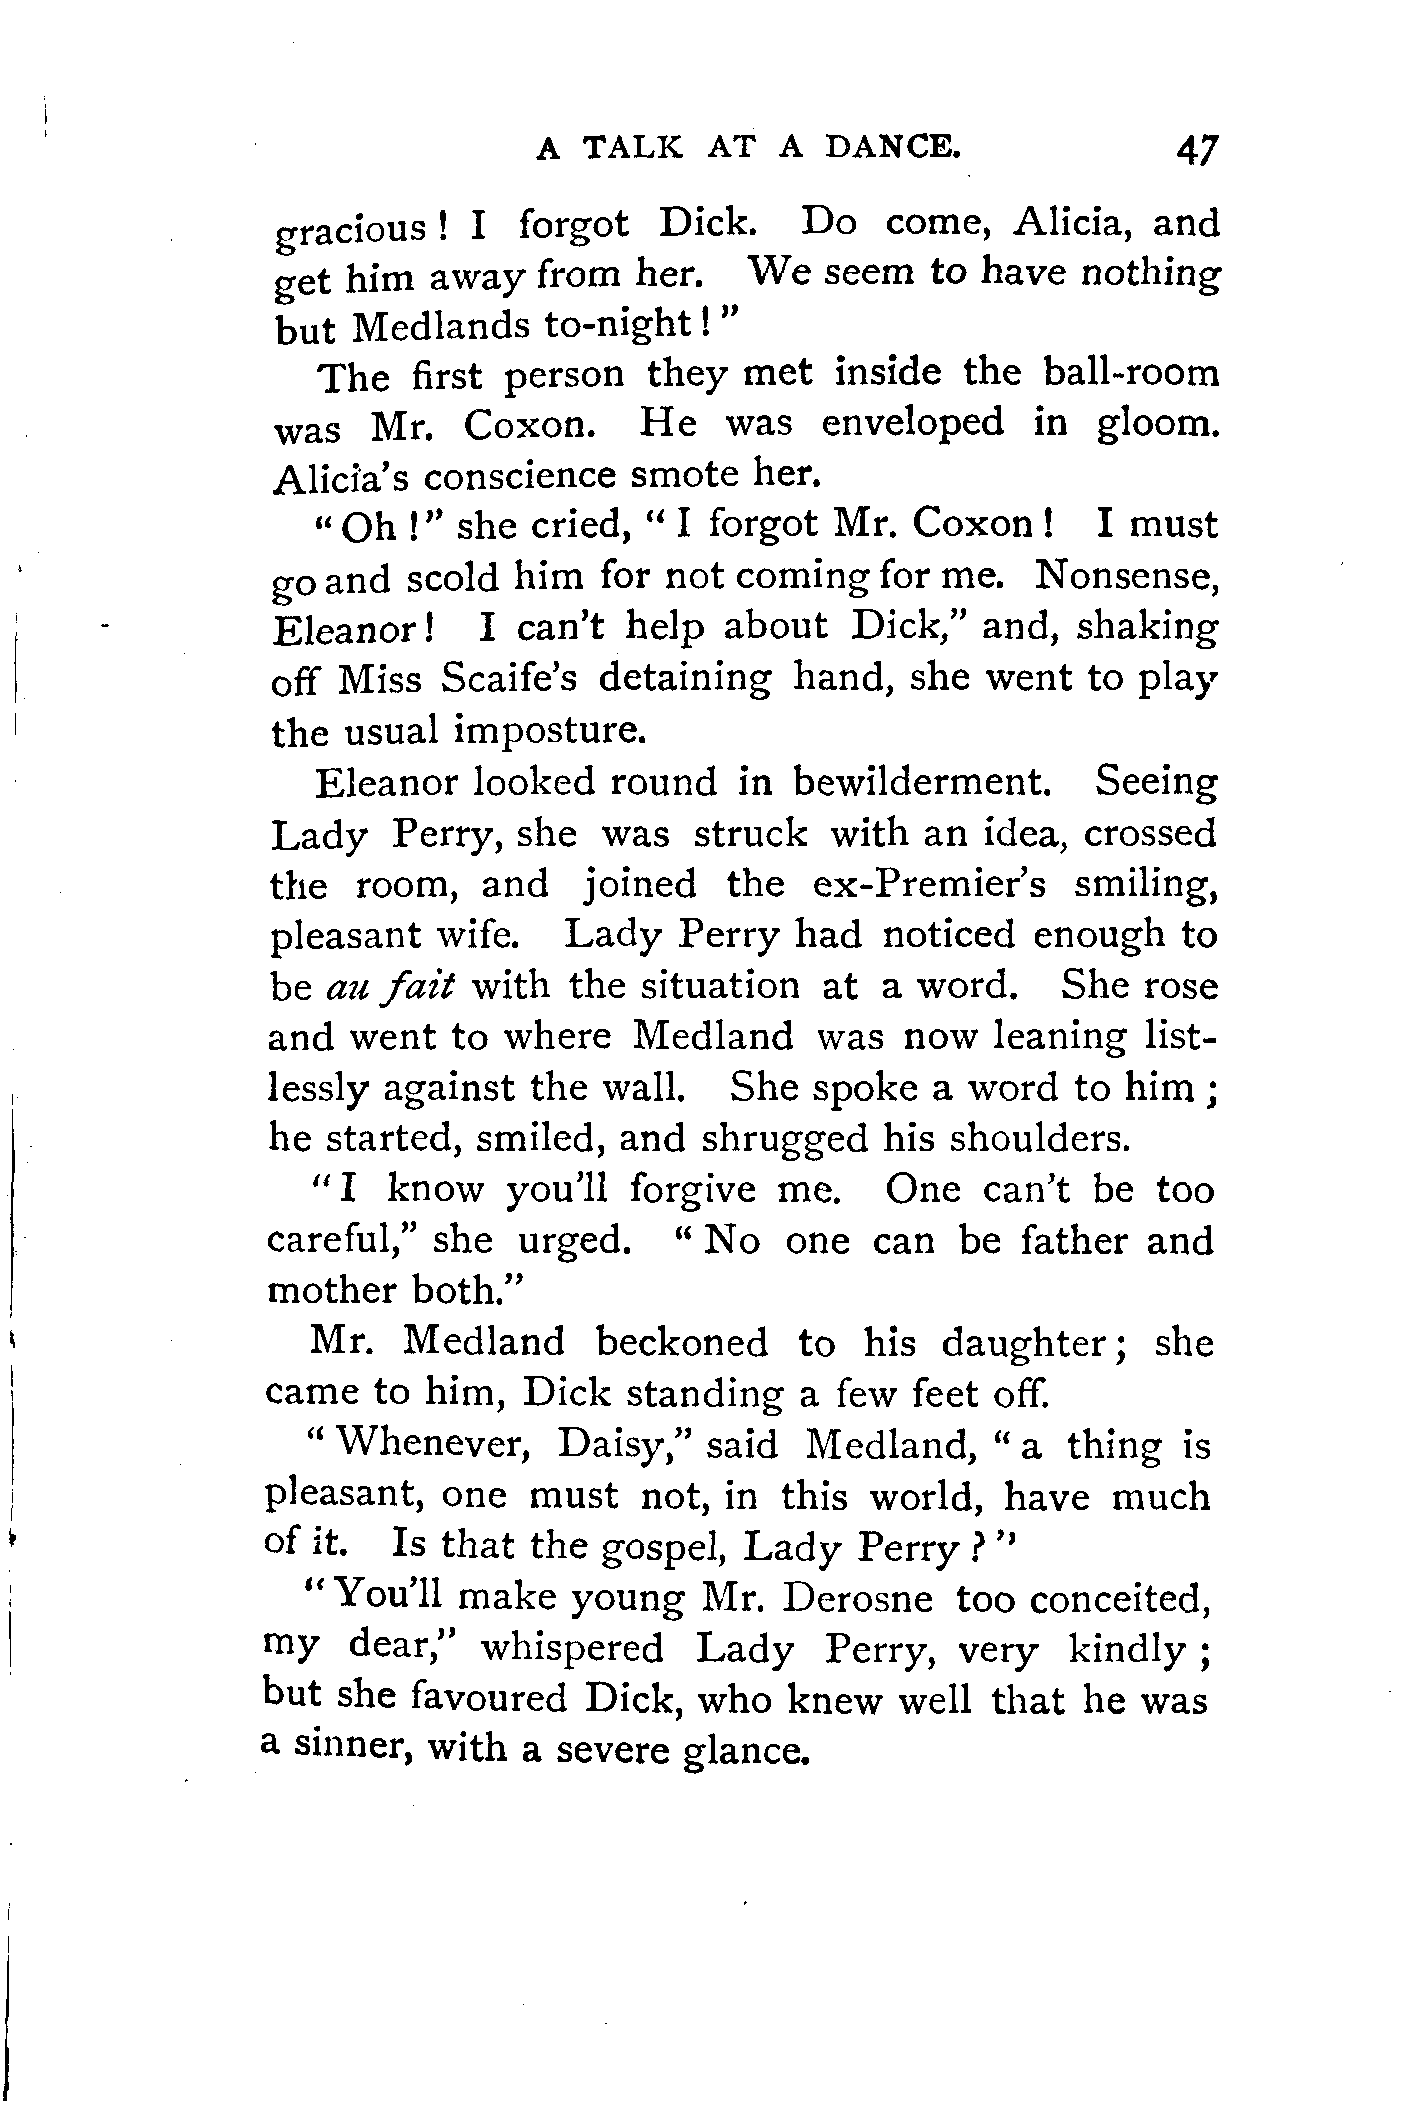 A TALK AT A DANCE. 47
gracious ! I forgot Dick. Do come, Alicia, and
get him away from her. We seem to have nothing
but Medlands to-night ! ”
The first person they met inside the ball-room
was Mr. Coxon. He was enveloped in gloom.
Alicia’s conscience smote her.
“ Oh !” she cried, “ I forgot Mr. Coxon ! I must
go and scold him for not coming for me. Nonsense,
Eleanor ! I can’t help about Dick,” and, shaking
off Miss Scaife’s detaining hand, she went to play
the usual imposture.
Eleanor looked round in bewilderment. Seeing
Lady Perry, she was struck with an idea, crossed
the room, and joined the ex-Premier’s smiling,
pleasant wife. Lady Perry had noticed enough to
be au fait with the situation at a word. She rose
and went to where Medland was now leaning list-
lessly against the wall. She spoke a word to him ;
he started, smiled, and shrugged his shoulders.
“ I know you’ll forgive me. One can’t be too
careful,” she urged. “ No one can be father and
mother both.”
Mr. Medland beckoned to his daughter ; she
came to him, Dick standing a few feet off.
“ Whenever, Daisy,” said Medland, “ a thing is
pleasant, one must not, in this world, have much
of it. Is that the gospel, Lady Perry ? ”
“ You’ll make young Mr. Derosne too conceited,
my dear,” whispered Lady Perry, very kindly ;
but she favoured Dick, who knew well that he was
a sinner, with a severe glance.